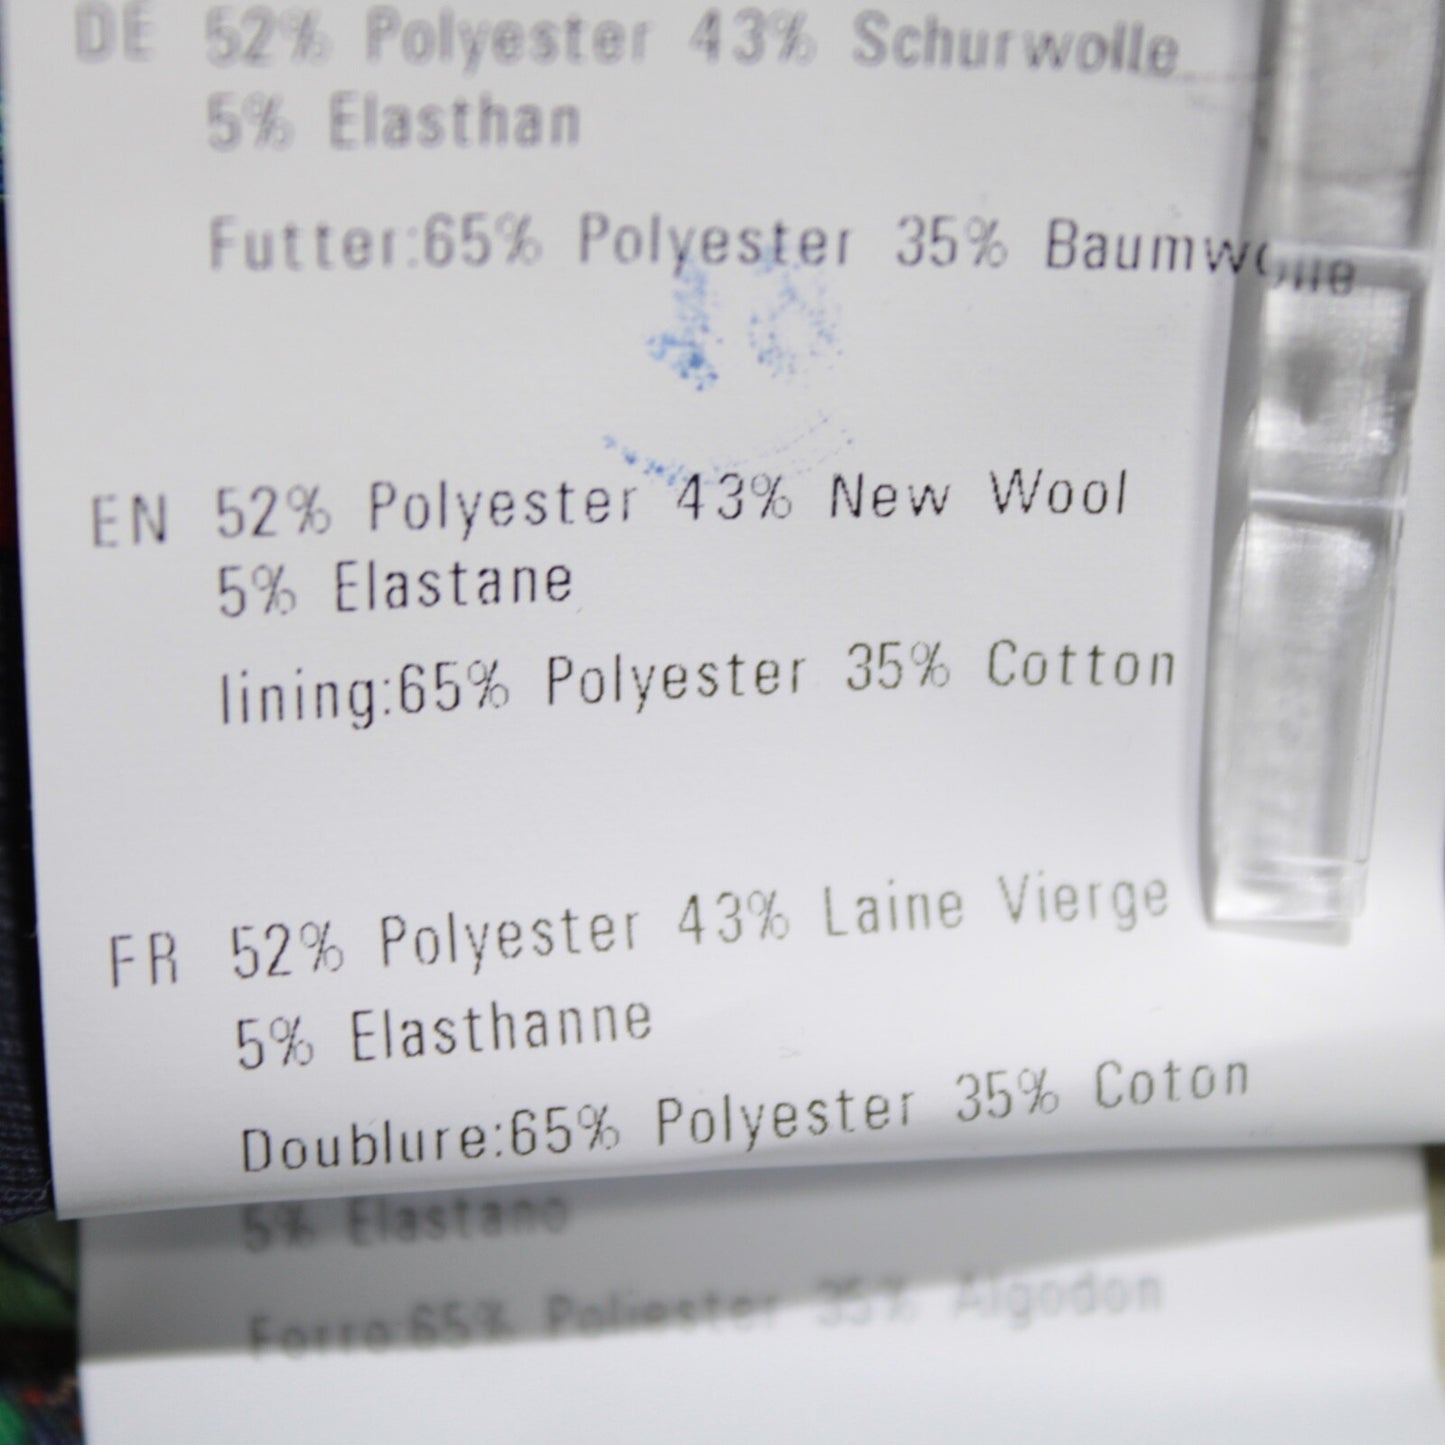 DE 52% Polyester 43% Schurwolle
5% Elasthan
Futter:65% Polyester 35% Baumwolle
10
EN 52% Polyester 43% New Wool
5% Elastane
lining:65% Polyester 35% Cotton
FR 52% Polyester 43% Laine Vierge
5% Elasthanne
Doublure:65% Polyester 35% Coton
5% Elastano
Forro:65% Poliester 35% Algodon